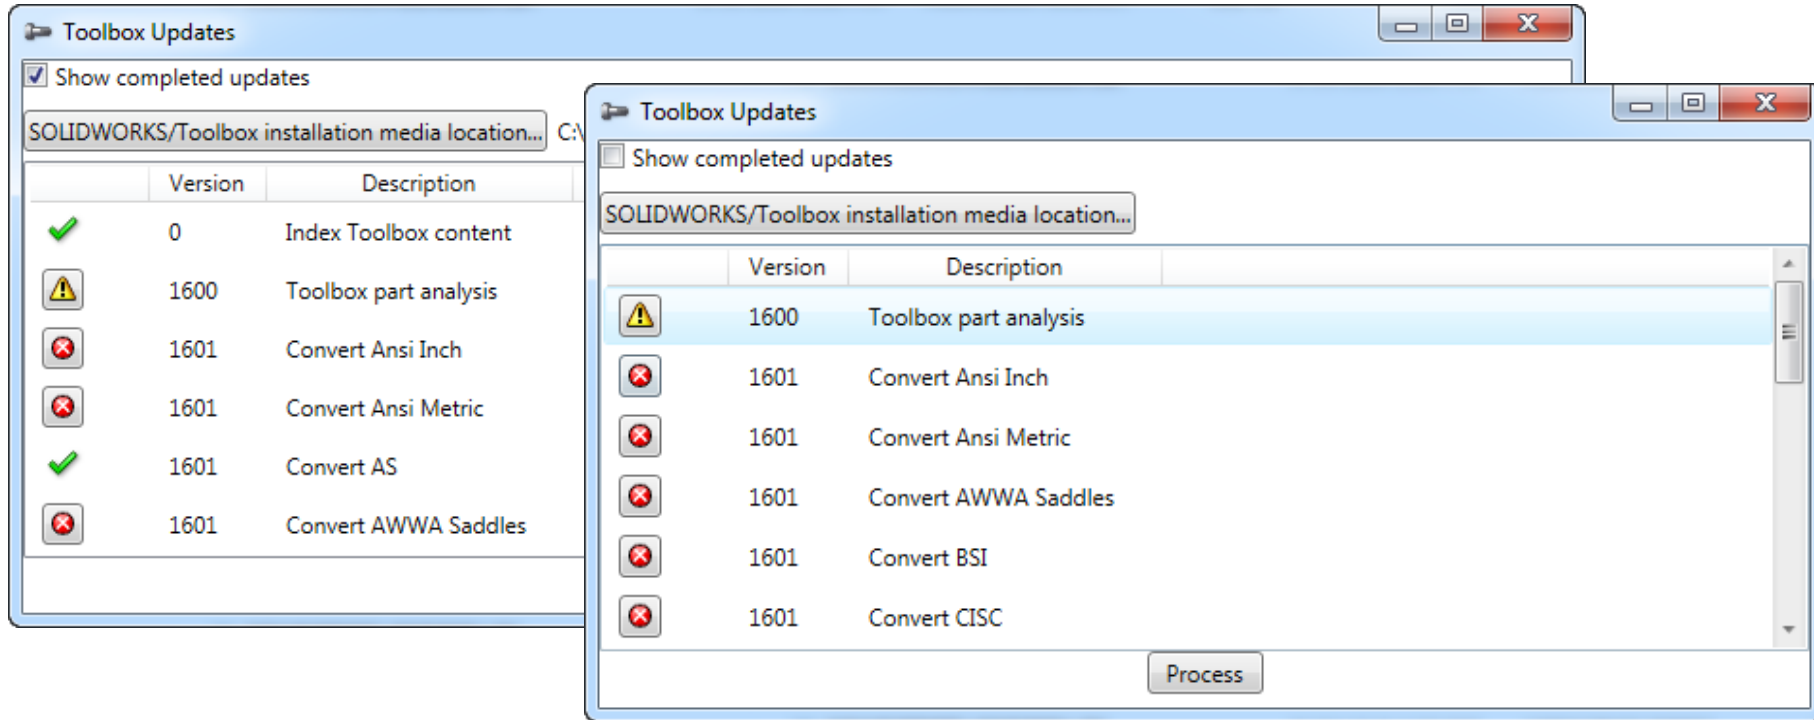 Toolbox Updates
Show completed updates
SOLIDWORKS/Toolbox installation media location... C:\
Version Description
0 Index Toolbox content
1600 Toolbox part analysis
1601 Convert Ansi Inch
1601 Convert Ansi Metric
1601 Convert AS
1601 Convert AWWA Saddles
Toolbox Updates
Show completed updates
SOLIDWORKS/Toolbox installation media location...
Version Description
1600 Toolbox part analysis
1601 Convert Ansi Inch
1601 Convert Ansi Metric
1601 Convert AWWA Saddles
1601 Convert BSI
1601 Convert CISC
Process